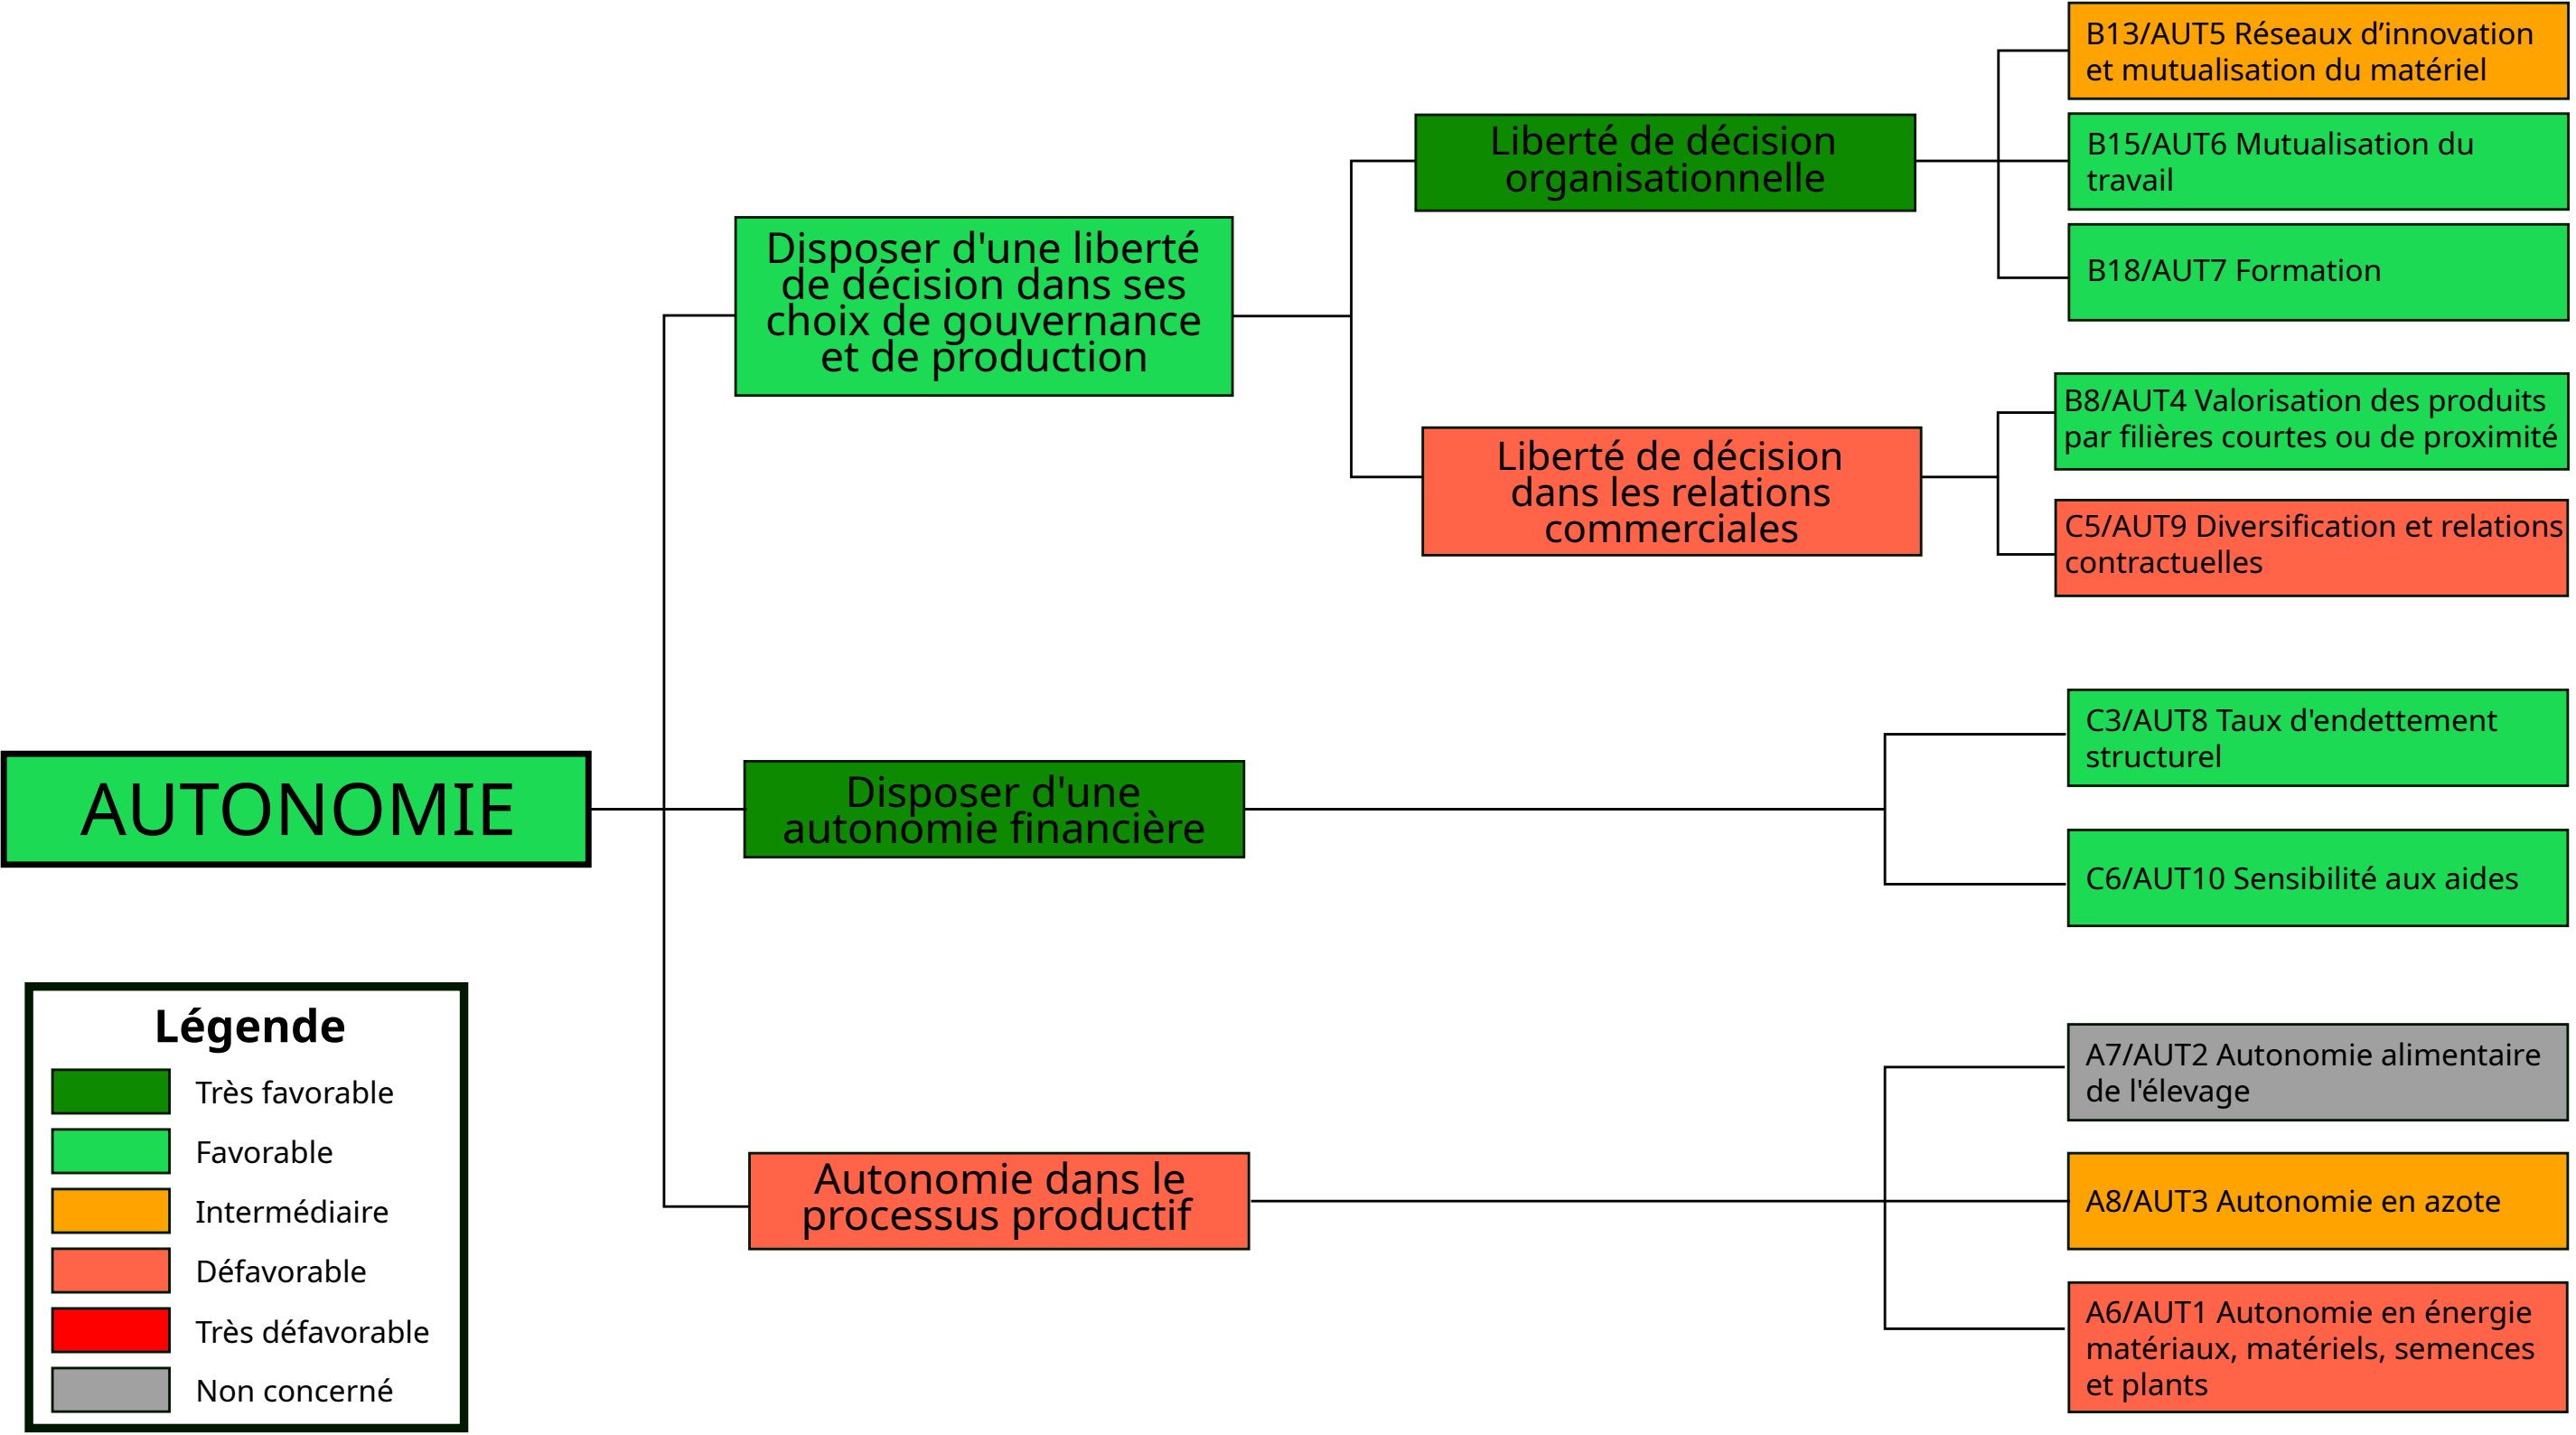 B13/AUT5 Réseaux d’innovation
et mutualisation du matériel
Liberté de décision
organisationnelle
B15/AUT6 Mutualisation du
travail
B18/AUT7 Formation
Disposer d'une liberté
de décision dans ses
choix de gouvernance
et de production
B8/AUT4 Valorisation des produits
par filières courtes ou de proximité
Liberté de décision
dans les relations
commerciales
C5/AUT9 Diversification et relations
contractuelles
C3/AUT8 Taux d'endettement
structurel
AUTONOMIE
Disposer d'une
autonomie financière
C6/AUT10 Sensibilité aux aides
A7/AUT2 Autonomie alimentaire
de l'élevage
Autonomie dans le
processus productif
A8/AUT3 Autonomie en azote
A6/AUT1 Autonomie en énergie
matériaux, matériels, semences
et plants
Légende
Très favorable
Favorable
Intermédiaire
Défavorable
Très défavorable
Non concerné